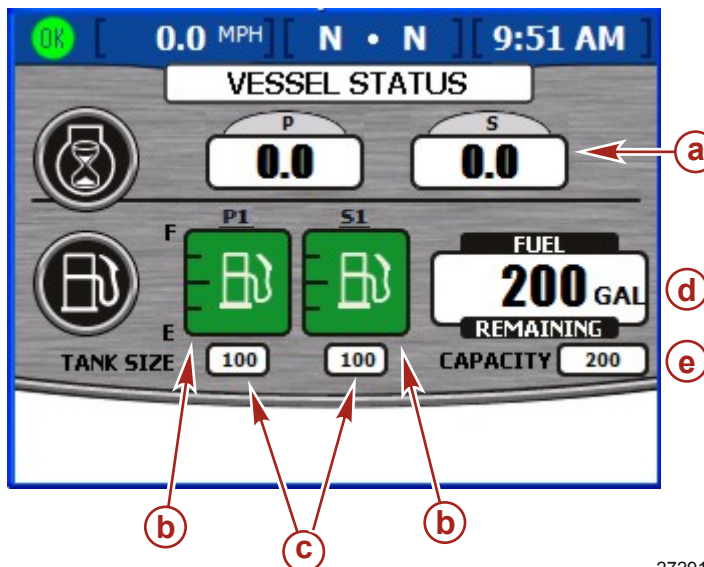 OK [ 0.0 MPH ] [ N • N ] [ 9:51 AM ]
VESSEL STATUS
P S
0.0 0.0 a
P1 S1
F
FUEL
200 GAL d
REMAINING
E
TANK SIZE 100 100 CAPACITY 200 e
b c b